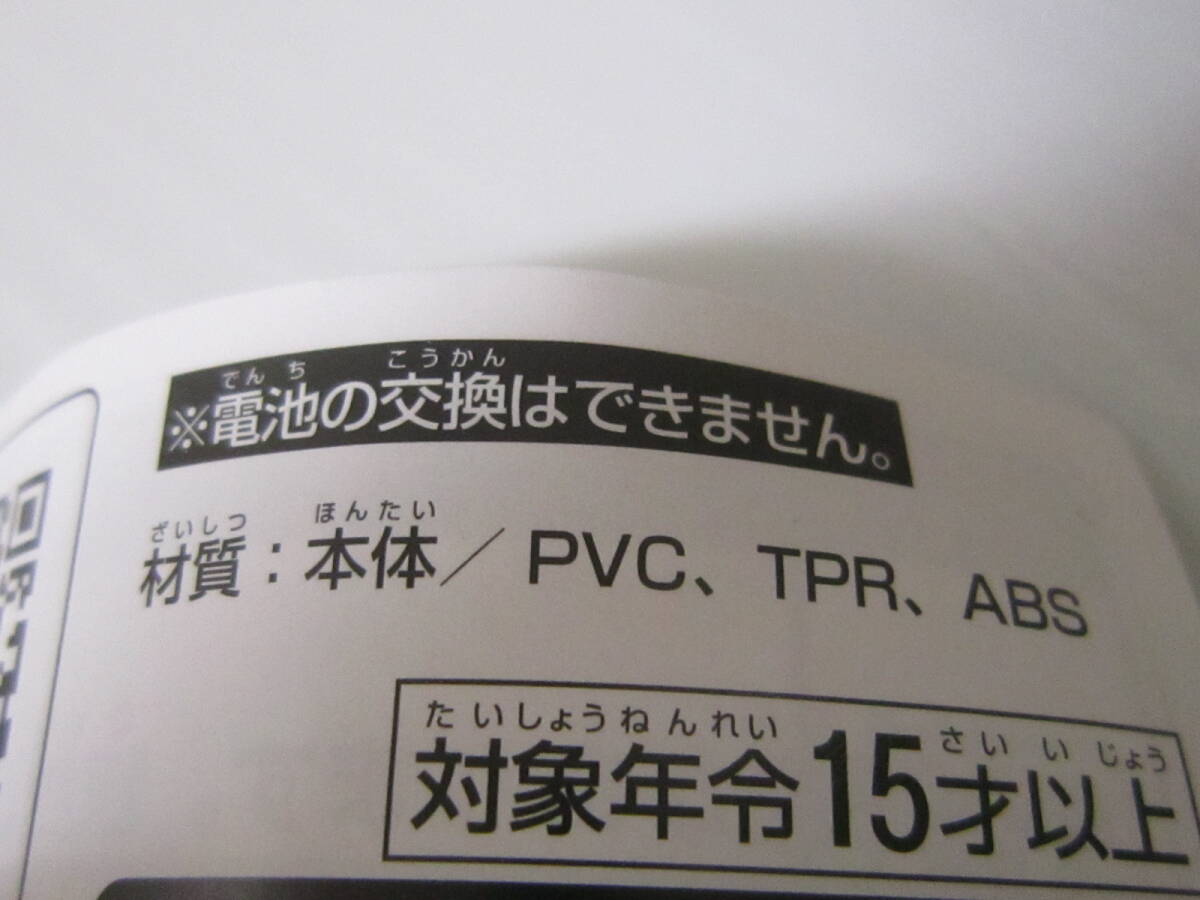 でんち こうかん
※電池の交換はできません。
ざいしつ ほんたい
材質：本体／PVC、TPR、ABS
たいしょうねんれい さいいじょう
対象年令15才以上